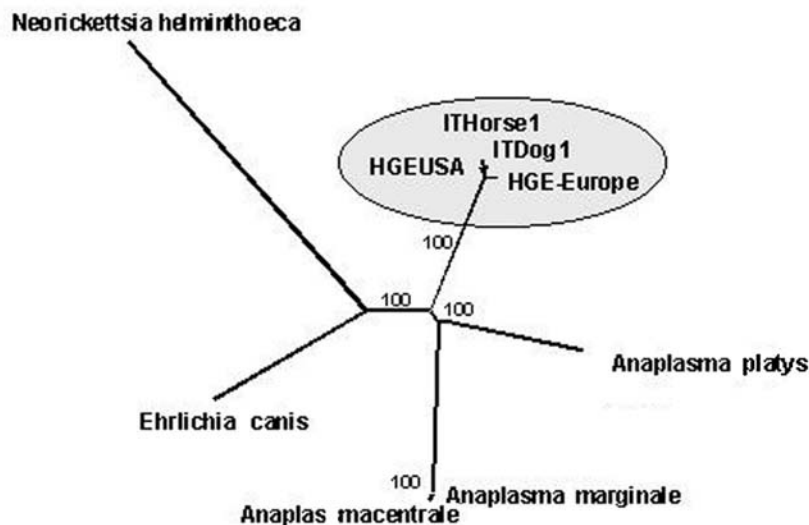 Neorickettsia helminthoeca
ITHorse1
ITDog1
HGEUSA
HGE-Europe
100
100
100
Anaplasma platys
Ehrlichia canis
100
Anaplasma marginale
Anaplas macentrale